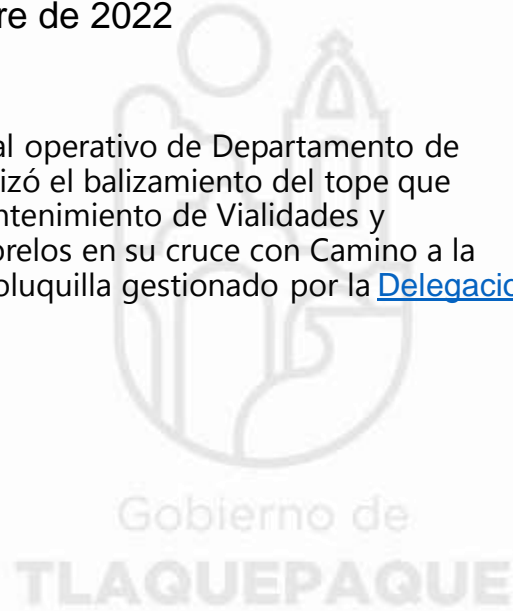 re de 2022
al operativo de Departamento de
izó el balizamiento del tope que
ntenimiento de Vialidades y
orelos en su cruce con Camino a la
oluquilla gestionado por la Delegacio
Gobierno de
TLAQUEPAQUE